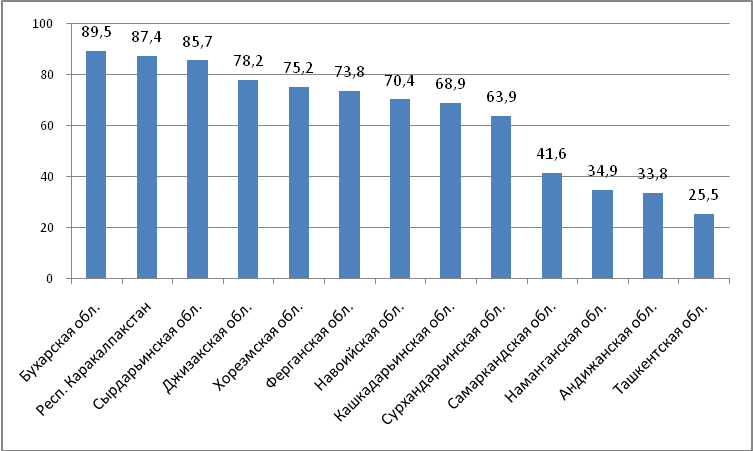 100
80
60
40
20
0
89,5
87,4
85,7
78,2
75,2
73,8
70,4
68,9
63,9
41,6
34,9
33,8
25,5
Бухарская обл.
Респ. Каракалпакстан
Сырдарьинская обл.
Джизакская обл.
Хорезмская обл.
Ферганская обл.
Навоийская обл.
Кашкадарьинская обл.
Сурхандарьинская обл.
Самаркандская обл.
Наманганская обл.
Андижанская обл.
Ташкентская обл.